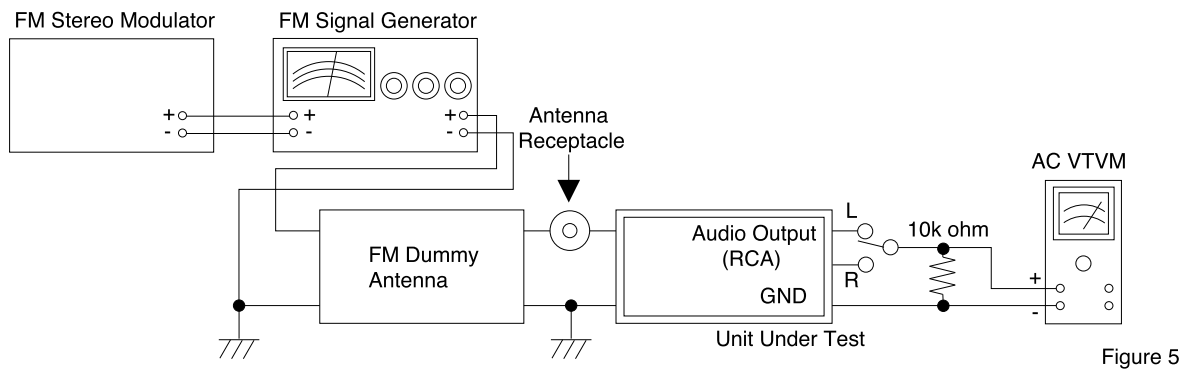 FM Stereo Modulator
FM Signal Generator
+
-
+
-
+
-
Antenna
Receptacle
AC VTVM
FM Dummy
Antenna
Audio Output
(RCA)
GND
L
R
10k ohm
+
-
Unit Under Test
Figure 5